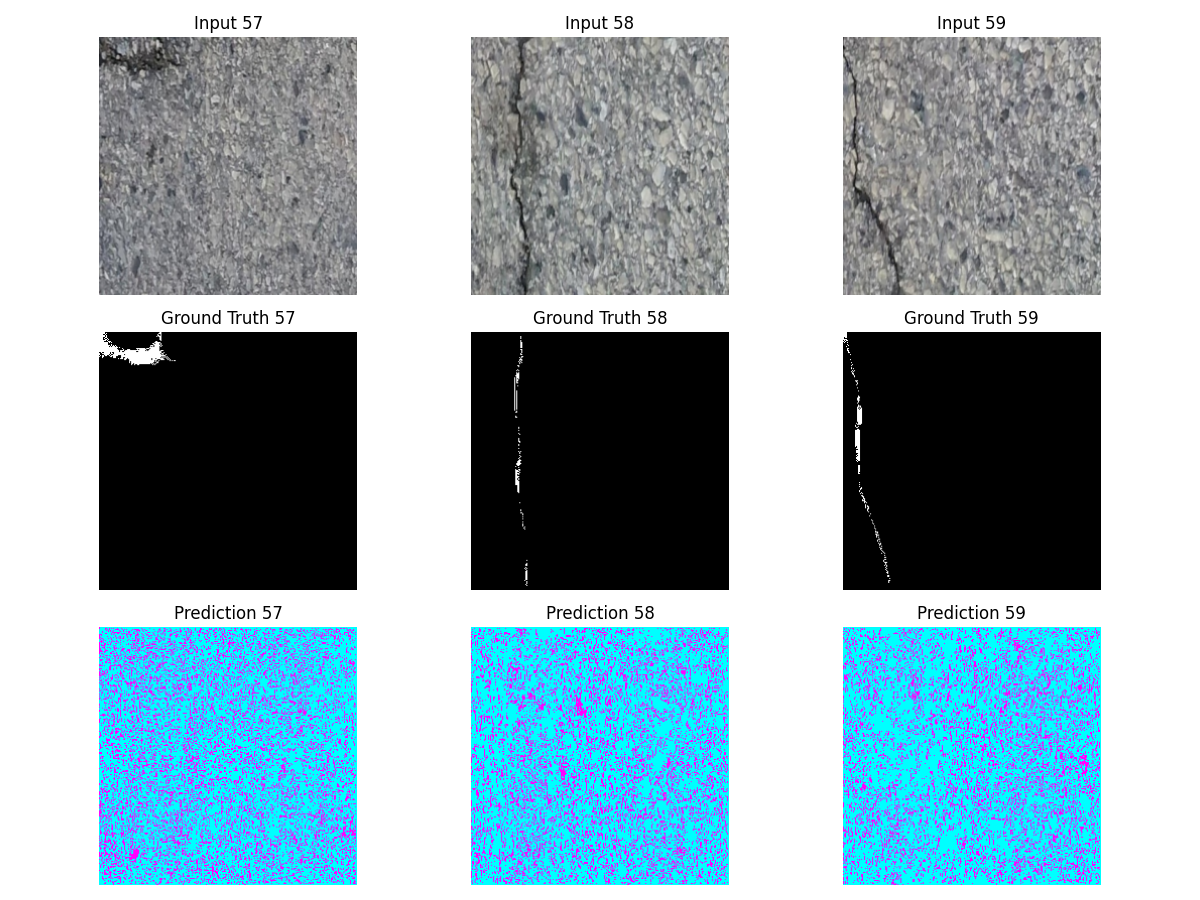 Input 57
Input 58
Input 59
Ground Truth 57
Ground Truth 58
Ground Truth 59
Prediction 57
Prediction 58
Prediction 59